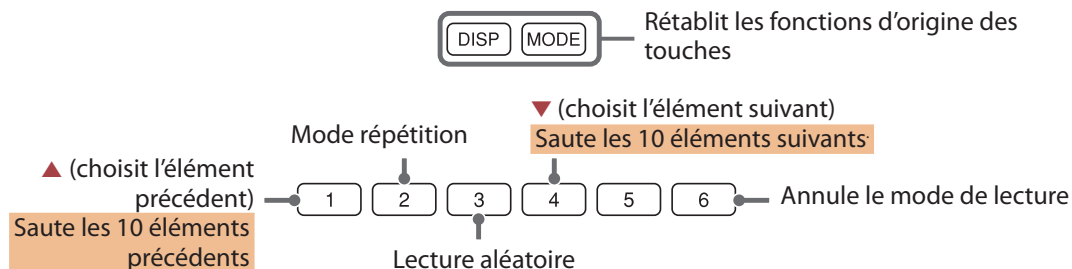 DISP MODE
Rétablit les fonctions d’origine des
touches
▼ (choisit l’élément suivant)
Saute les 10 éléments suivants
Mode répétition
▲ (choisit l’élément
précédent)
Saute les 10 éléments
précédents
1 2 3 4 5 6
Annule le mode de lecture
Lecture aléatoire